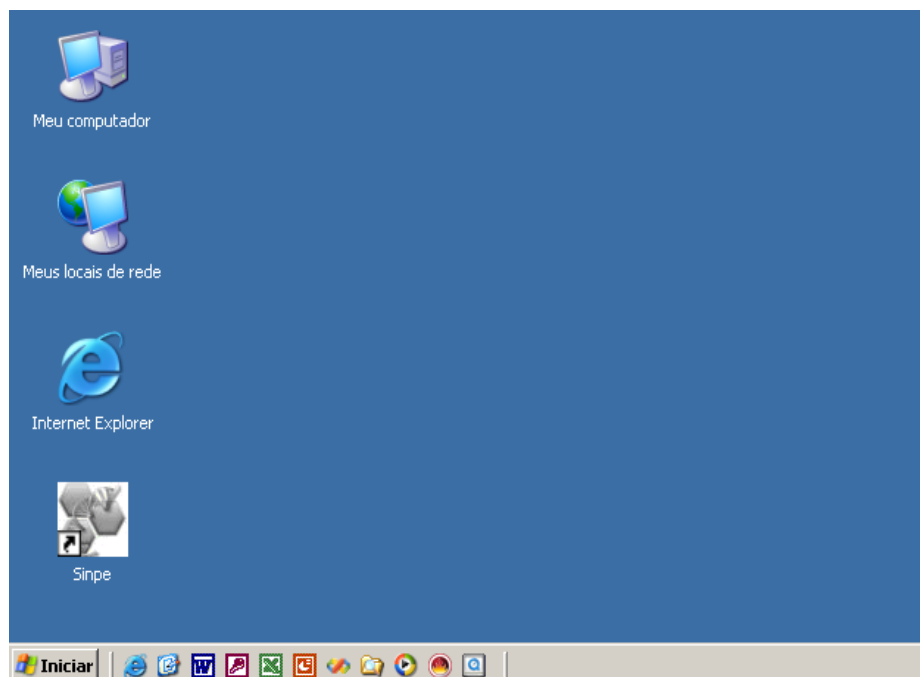 Meu computador
Meus locais de rede
Internet Explorer
Sinpe
Iniciar